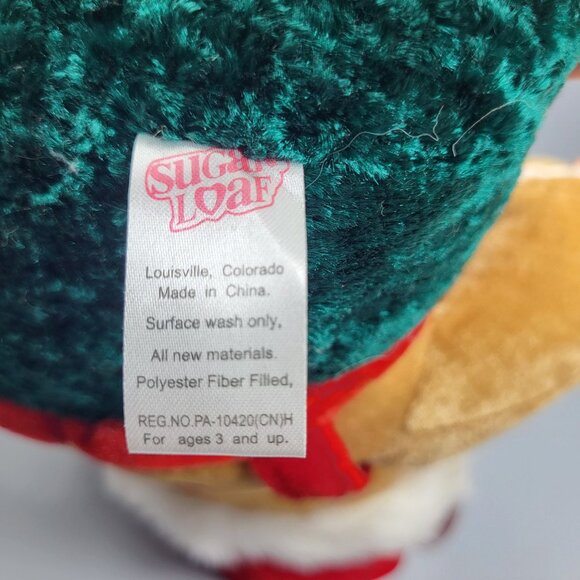 SUGAR
LOAF
Louisville, Colorado
Made in China.
Surface wash only,
All new materials.
Polyester Fiber Filled,
REG.NO.PA-10420(CN)H
For ages 3 and up.